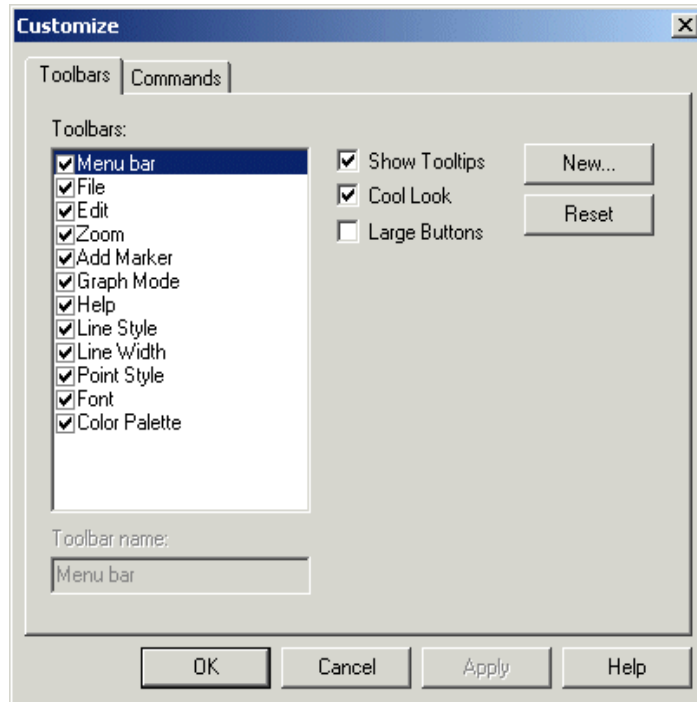 Customize
Toolbars
Commands
Toolbars:
Menu bar
File
Edit
Zoom
Add Marker
Graph Mode
Help
Line Style
Line Width
Point Style
Font
Color Palette
Show Tooltips
Cool Look
Large Buttons
New...
Reset
Toolbar name:
Menu bar
OK
Cancel
Apply
Help